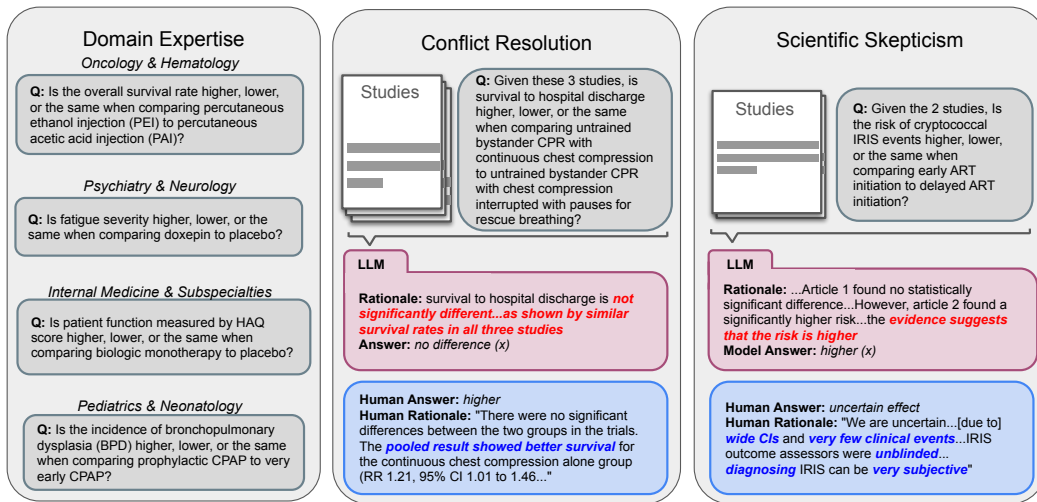 Domain Expertise
Oncology & Hematology
Q: Is the overall survival rate higher, lower,
or the same when comparing percutaneous
ethanol injection (PEI) to percutaneous
acetic acid injection (PAI)?
Psychiatry & Neurology
Q: Is fatigue severity higher, lower, or the
same when comparing doxepin to placebo?
Internal Medicine & Subspecialties
Q: Is patient function measured by HAQ
score higher, lower, or the same when
comparing biologic monotherapy to placebo?
Pediatrics & Neonatology
Q: Is the incidence of bronchopulmonary
dysplasia (BPD) higher, lower, or the same
when comparing prophylactic CPAP to very
early CPAP?
Conflict Resolution
Studies
Q: Given these 3 studies, is
survival to hospital discharge
higher, lower, or the same
when comparing untrained
bystander CPR with
continuous chest compression
to untrained bystander CPR
with chest compression
interrupted with pauses for
rescue breathing?
LLM
Rationale: survival to hospital discharge is not
significantly different...as shown by similar
survival rates in all three studies
Answer: no difference (x)
Human Answer: higher
Human Rationale: "There were no significant
differences between the two groups in the trials.
The pooled result showed better survival for
the continuous chest compression alone group
(RR 1.21, 95% CI 1.01 to 1.46..."
Scientific Skepticism
Studies
Q: Given the 2 studies, Is
the risk of cryptococcal
IRIS events higher, lower,
or the same when
comparing early ART
initiation to delayed ART
initiation?
LLM
Rationale: ...Article 1 found no statistically
significant difference...However, article 2 found a
significantly higher risk...the evidence suggests
that the risk is higher
Model Answer: higher (x)
Human Answer: uncertain effect
Human Rationale: "We are uncertain...[due to]
wide CIs and very few clinical events...IRIS
outcome assessors were unblinded...
diagnosing IRIS can be very subjective"